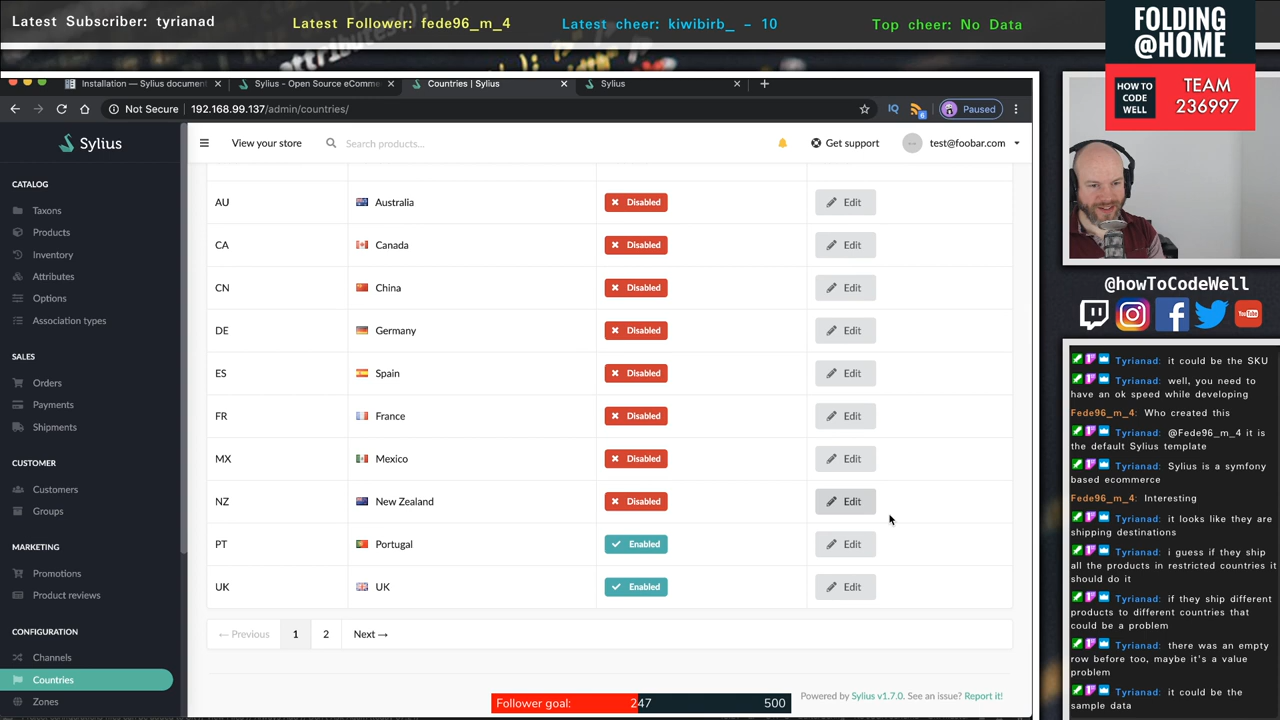 Latest Subscriber: tyrianad
Latest Follower: fede96_m_4
Latest cheer: kiwibirb_ - 10
Top cheer: No Data
FOLDING
@HOME
HOW TO
CODE
WELL
TEAM
236997
Installation — Sylius document
Sylius - Open Source eComme
Countries | Sylius
Sylius
Not Secure
192.168.99.137/admin/countries/
IQ
6
Paused
Sylius
View your store
Search products...
Get support
test@foobar.com
CATALOG
Taxons
Products
Inventory
Attributes
Options
Association types
SALES
Orders
Payments
Shipments
CUSTOMER
Customers
Groups
MARKETING
Promotions
Product reviews
CONFIGURATION
Channels
Countries
Zones
AU Australia Disabled Edit
CA Canada Disabled Edit
CN China Disabled Edit
DE Germany Disabled Edit
ES Spain Disabled Edit
FR France Disabled Edit
MX Mexico Disabled Edit
NZ New Zealand Disabled Edit
PT Portugal Enabled Edit
UK UK Enabled Edit
← Previous 1 2 Next →
Powered by Sylius v1.7.0. See an issue? Report it!
Follower goal: 247 500
@howToCodeWell
You Tube
Tyrianad: it could be the SKU
Tyrianad: well, you need to
have an ok speed while developing
Fede96_m_4: Who created this
Tyrianad: @Fede96_m_4 it is
the default Sylius template
Tyrianad: Sylius is a symfony
based ecommerce
Fede96_m_4: Interesting
Tyrianad: it looks like they are
shipping destinations
Tyrianad: i guess if they ship
all the products in restricted countries it
should do it
Tyrianad: if they ship different
products to different countries that
could be a problem
Tyrianad: there was an empty
row before too, maybe it's a value
problem
Tyrianad: it could be the
sample data